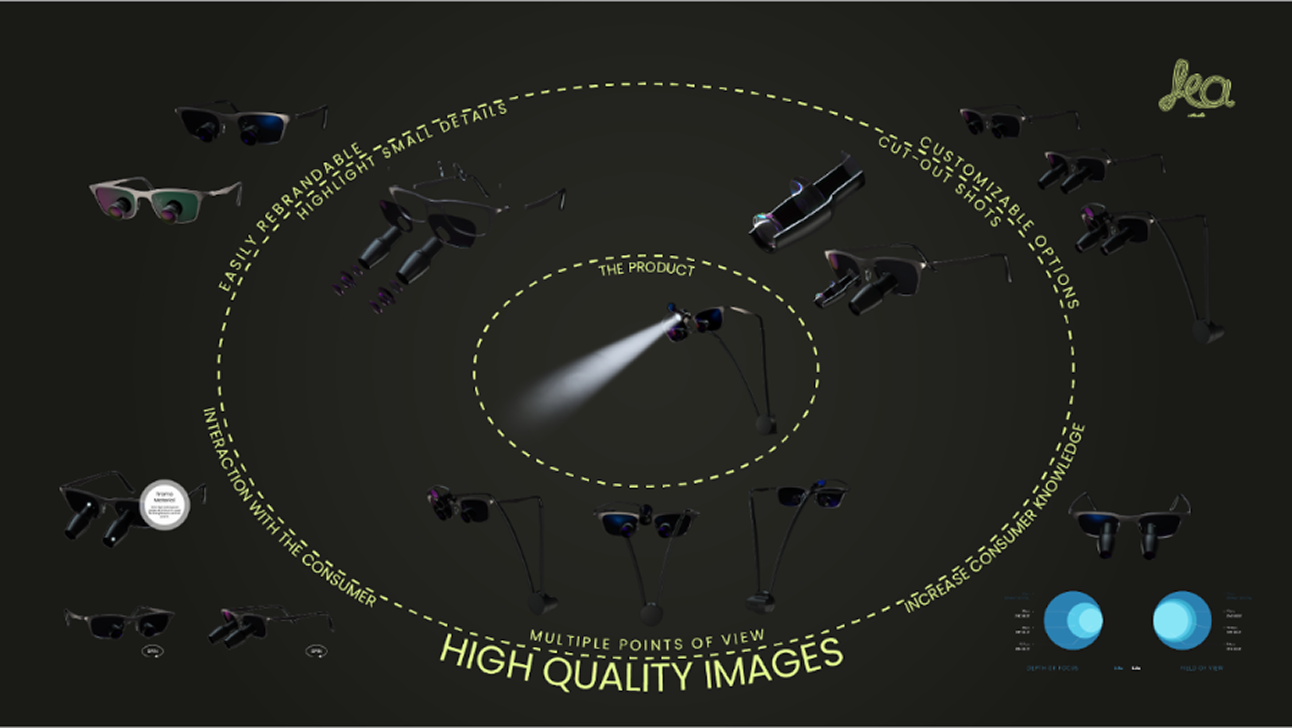 lea
EASILY REBRANDABLE
HIGHLIGHT SMALL DETAILS
CUSTOMIZABLE OPTIONS
CUT-OUT SHOTS
THE PRODUCT
INTERACTION WITH THE CONSUMER
INCREASE CONSUMER KNOWLEDGE
Frame
Material
MULTIPLE POINTS OF VIEW
HIGH QUALITY IMAGES
DEPTH OF FOCUS
FIELD OF VIEW